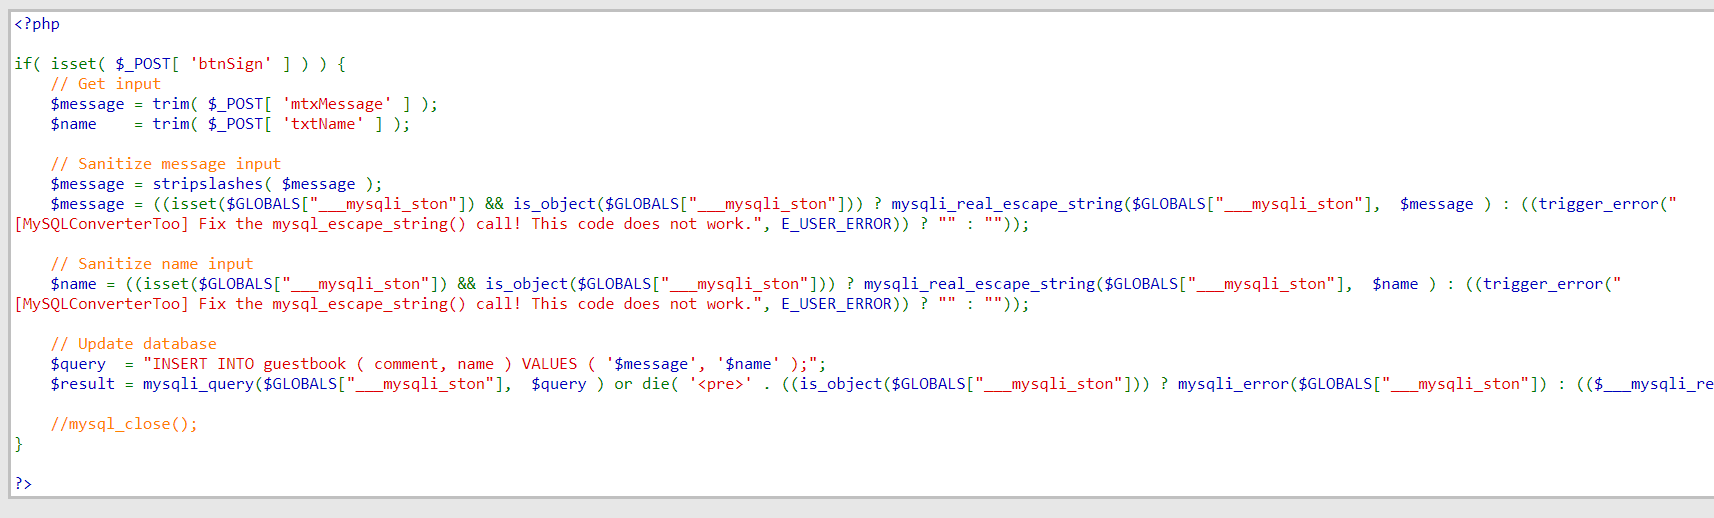 <?php
if( isset( $_POST[ 'btnSign' ] ) ) {
    // Get input
    $message = trim( $_POST[ 'mtxMessage' ] );
    $name    = trim( $_POST[ 'txtName' ] );
    // Sanitize message input
    $message = stripslashes( $message );
    $message = ((isset($GLOBALS["___mysqli_ston"]) && is_object($GLOBALS["___mysqli_ston"])) ? mysqli_real_escape_string($GLOBALS["___mysqli_ston"],  $message ) : ((trigger_error("
[MySQLConverterToo] Fix the mysql_escape_string() call! This code does not work.", E_USER_ERROR)) ? "" : ""));
    // Sanitize name input
    $name = ((isset($GLOBALS["___mysqli_ston"]) && is_object($GLOBALS["___mysqli_ston"])) ? mysqli_real_escape_string($GLOBALS["___mysqli_ston"],  $name ) : ((trigger_error("
[MySQLConverterToo] Fix the mysql_escape_string() call! This code does not work.", E_USER_ERROR)) ? "" : ""));
    // Update database
    $query  = "INSERT INTO guestbook ( comment, name ) VALUES ( '$message', '$name' );";
    $result = mysqli_query($GLOBALS["___mysqli_ston"],  $query ) or die( '<pre>' . ((is_object($GLOBALS["___mysqli_ston"])) ? mysqli_error($GLOBALS["___mysqli_ston"]) : (($___mysqli_re
    //mysql_close();
}
?>